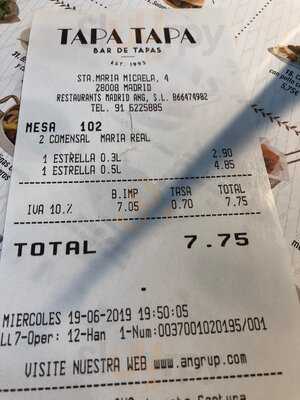 TAPA TAPA
BAR DE TAPAS
EST. 1995
STA.MARIA MICAELA, 4
28008 MADRID
RESTAURANTS MADRID ANG, S.L. B66474982
TEL. 91 6225885
MESA 102
2 COMENSAL MARIA REAL
1 ESTRELLA 0.3L 2.90
1 ESTRELLA 0.5L 4.85
B.IMP TASA TOTAL
IVA 10.% 7.05 0.70 7.75
TOTAL 7.75
MIERCOLES 19-06-2019 19:50:05
LL7-Oper: 12-Han 1-Num:0037001020195/001
VISITE NUESTRA WEB www.angrup.com